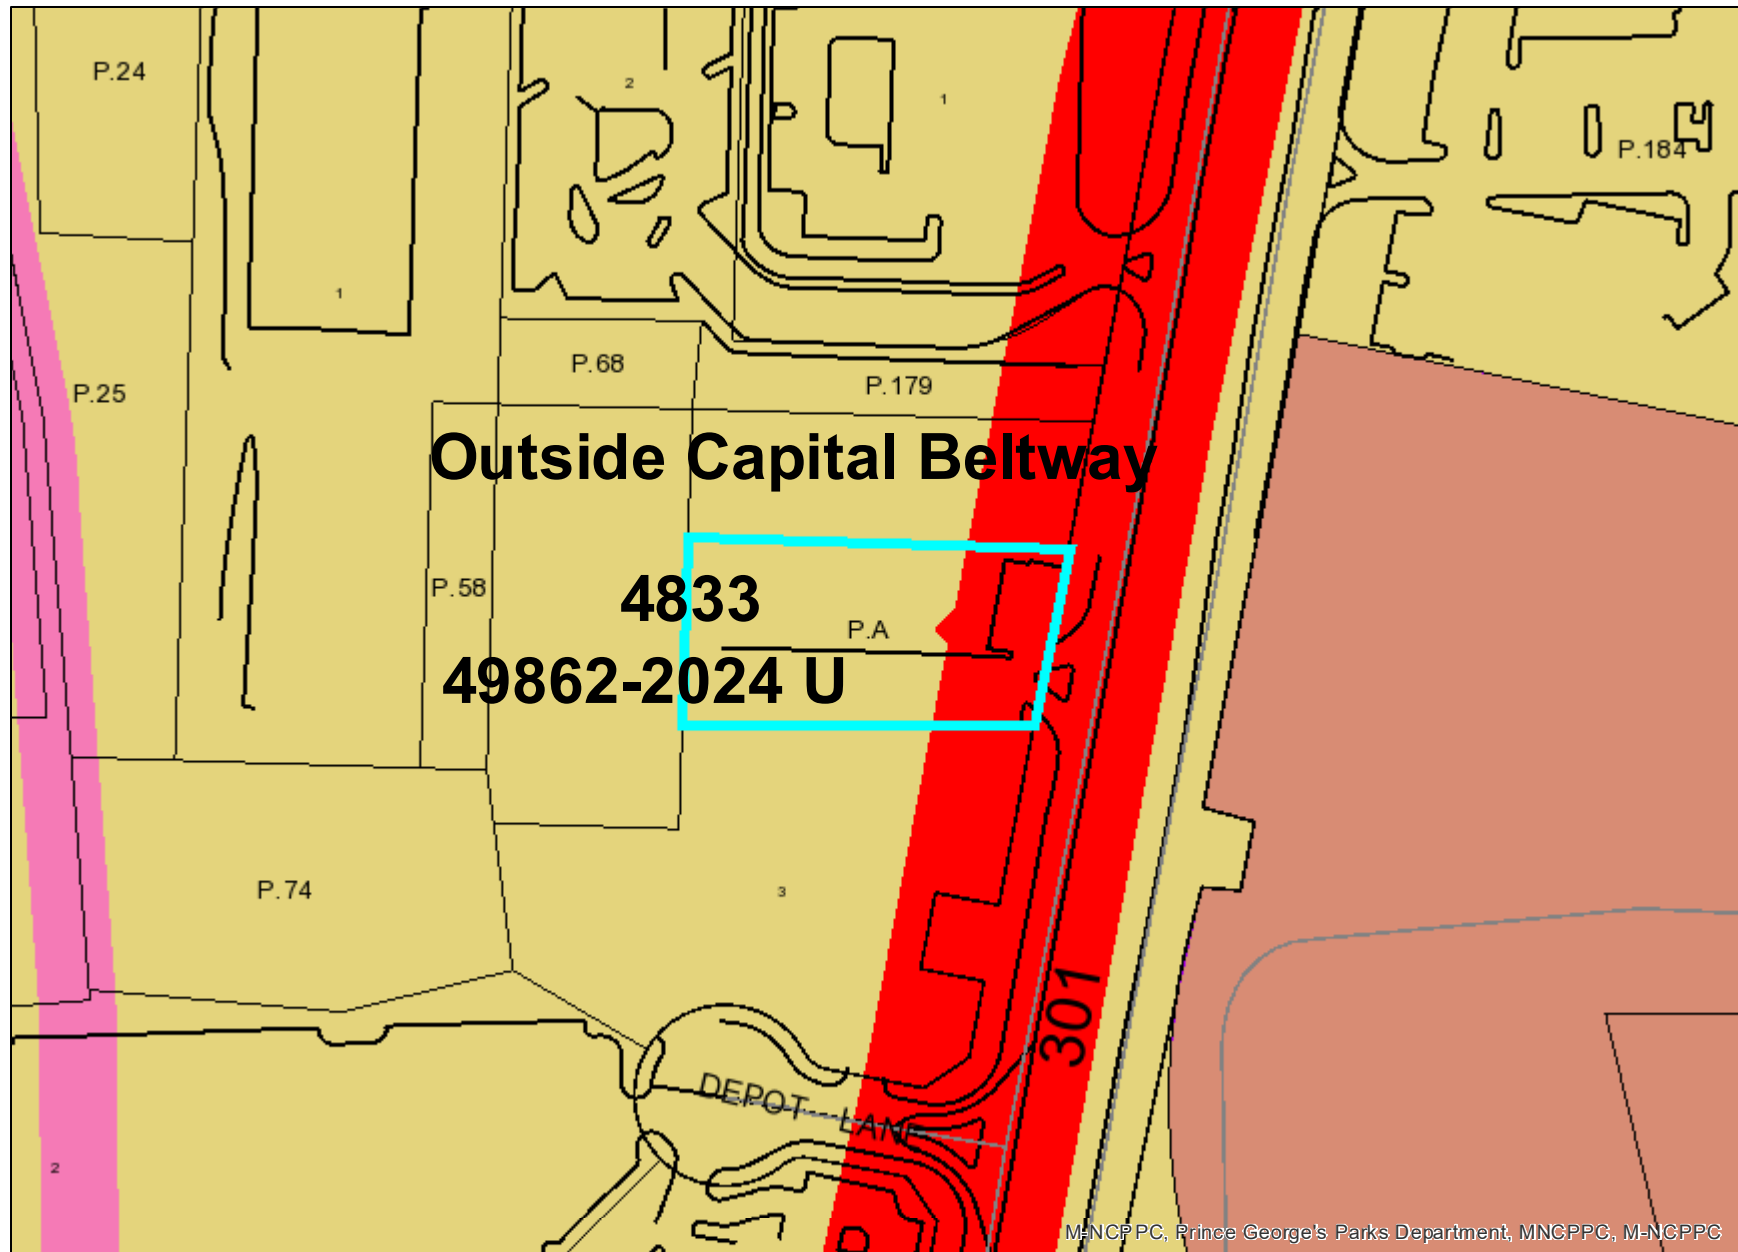 P.24
2
1
P.184
1
P.68
P.179
P.25
Outside Capital Beltway
P.58
4833
P.A
49862-2024 U
P.74
3
301
DEPOT LANE
2
M-NCPPC, Prince George's Parks Department, MNCPPC, M-NCPPC